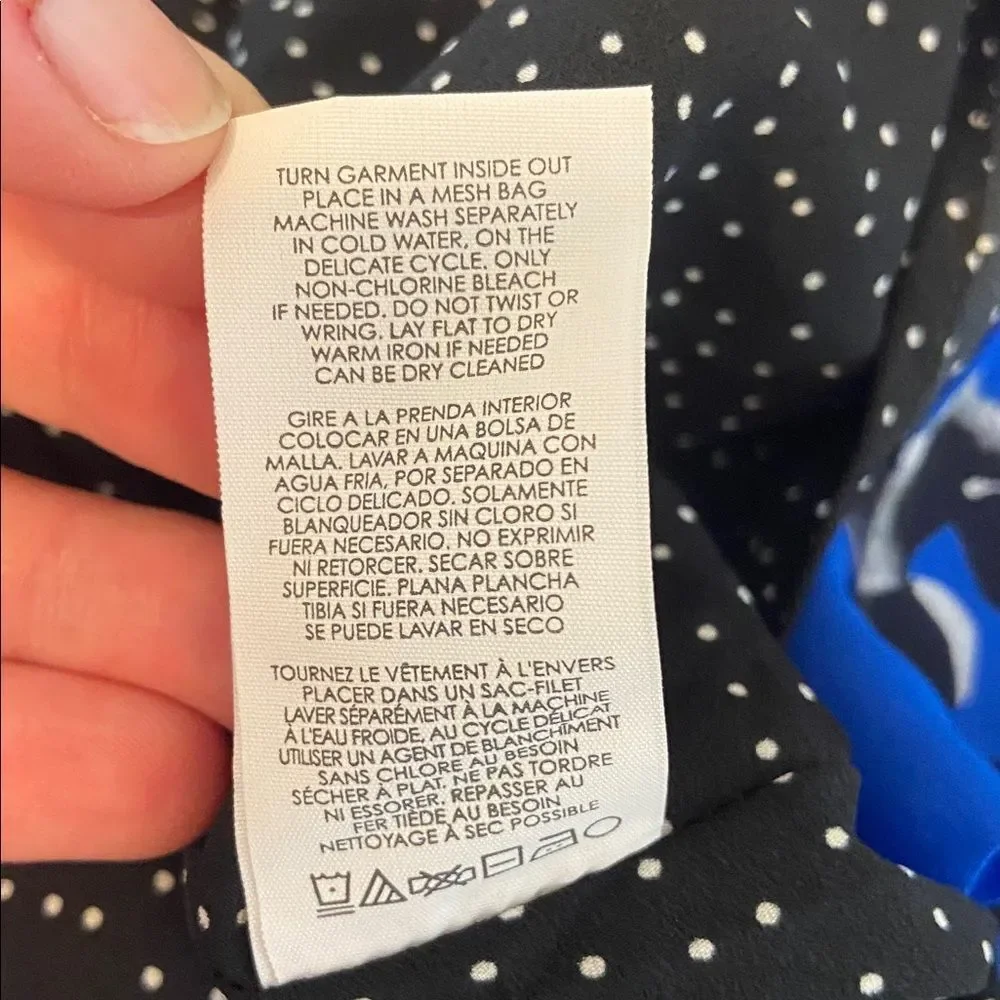 TURN GARMENT INSIDE OUT
PLACE IN A MESH BAG
MACHINE WASH SEPARATELY
IN COLD WATER, ON THE
DELICATE CYCLE. ONLY
NON-CHLORINE BLEACH
IF NEEDED. DO NOT TWIST OR
WRING. LAY FLAT TO DRY
WARM IRON IF NEEDED
CAN BE DRY CLEANED
GIRE A LA PRENDA INTERIOR
COLOCAR EN UNA BOLSA DE
MALLA. LAVAR A MAQUINA CON
AGUA FRIA, POR SEPARADO EN
CICLO DELICADO. SOLAMENTE
BLANQUEADOR SIN CLORO SI
FUERA NECESARIO. NO EXPRIMIR
NI RETORCER. SECAR SOBRE
SUPERFICIE. PLANA PLANCHA
TIBIA SI FUERA NECESARIO
SE PUEDE LAVAR EN SECO
TOURNEZ LE VÊTEMENT À L'ENVERS
PLACER DANS UN SAC-FILET
LAVER SÉPARÉMENT À LA MACHINE
À L'EAU FROIDE, AU CYCLE DÉLICAT
UTILISER UN AGENT DE BLANCHIMENT
SANS CHLORE AU BESOIN
SÉCHER À PLAT. NE PAS TORDRE
NI ESSORER. REPASSER AU
FER TIÈDE AU BESOIN
NETTOYAGE À SEC POSSIBLE